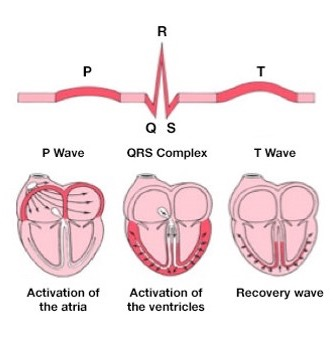 R
P
T
Q S
P Wave
QRS Complex
T Wave
Activation of
the atria
Activation of
the ventricles
Recovery wave